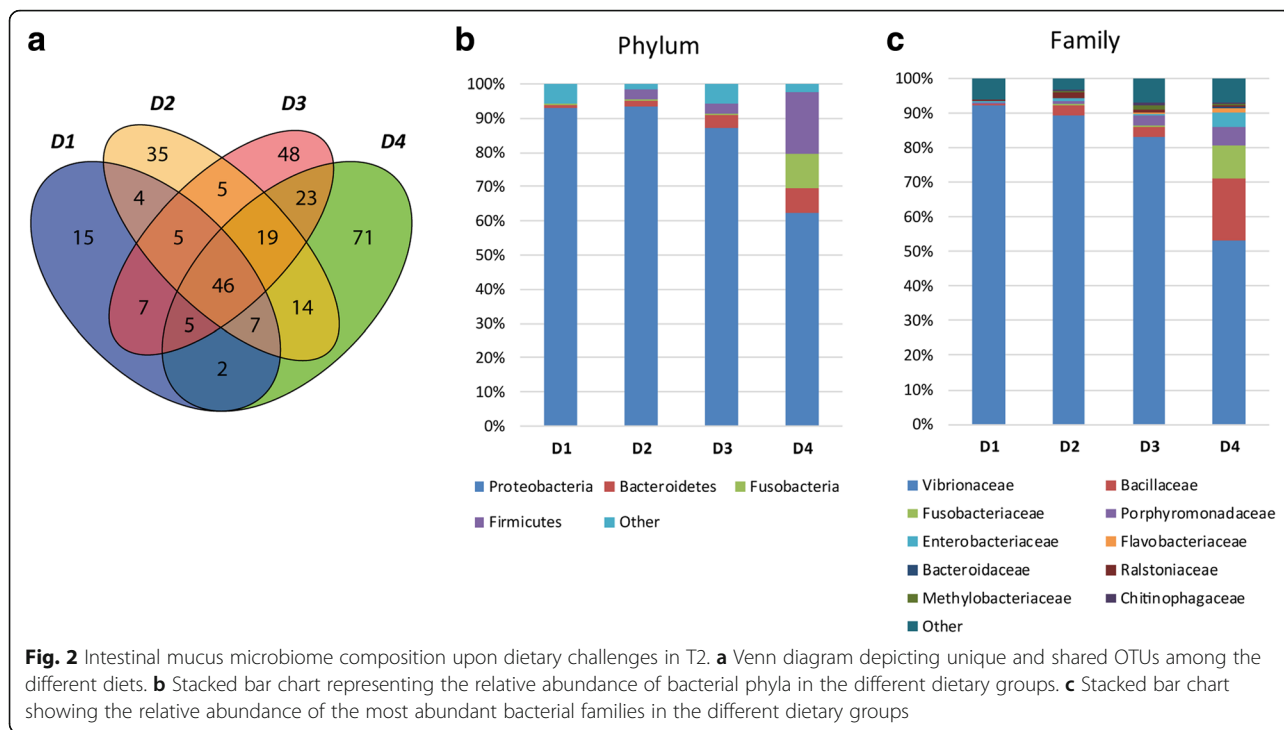 a
D1
D2
D3
D4
35
48
4
5
23
15
5
19
71
46
7
5
7
14
2
b
Phylum
100%
90%
80%
70%
60%
50%
40%
30%
20%
10%
0%
D1 D2 D3 D4
Proteobacteria Bacteroidetes Fusobacteria
Firmicutes Other
c
Family
100%
90%
80%
70%
60%
50%
40%
30%
20%
10%
0%
D1 D2 D3 D4
Vibrionaceae Bacillaceae
Fusobacteriaceae Porphyromonadaceae
Enterobacteriaceae Flavobacteriaceae
Bacteroidaceae Ralstoniaceae
Methylobacteriaceae Chitinophagaceae
Other
Fig. 2 Intestinal mucus microbiome composition upon dietary challenges in T2. a Venn diagram depicting unique and shared OTUs among the
different diets. b Stacked bar chart representing the relative abundance of bacterial phyla in the different dietary groups. c Stacked bar chart
showing the relative abundance of the most abundant bacterial families in the different dietary groups